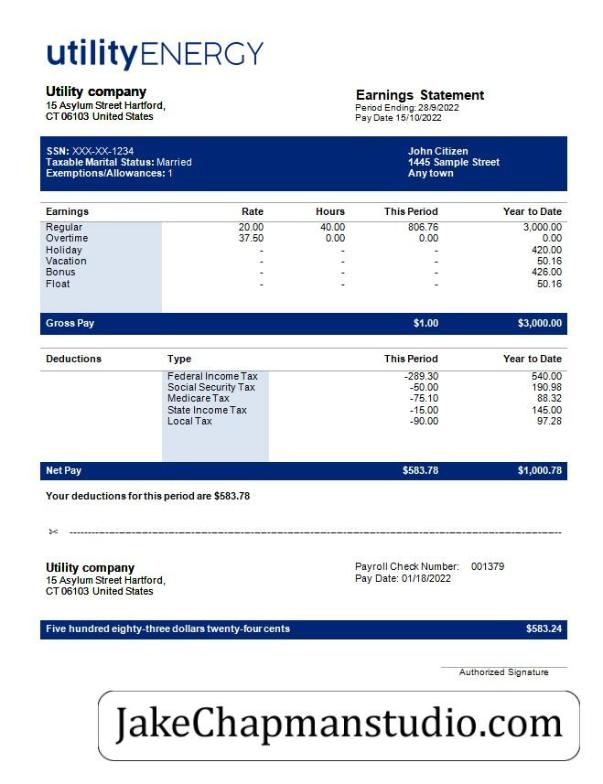 utilityENERGY
Utility company
15 Asylum Street Hartford,
CT 06103 United States
Earnings Statement
Period Ending: 28/9/2022
Pay Date 15/10/2022
SSN: XXX-XX-1234
Taxable Marital Status: Married
Exemptions/Allowances: 1
John Citizen
1445 Sample Street
Any town
Earnings Rate Hours This Period Year to Date
Regular 20.00 40.00 806.76 3,000.00
Overtime 37.50 0.00 0.00 0.00
Holiday - - - 420.00
Vacation - - - 50.16
Bonus - - - 426.00
Float - - - 50.16
Gross Pay $1.00 $3,000.00
Deductions Type This Period Year to Date
Federal Income Tax -289.30 540.00
Social Security Tax -50.00 190.98
Medicare Tax -75.10 88.32
State Income Tax -15.00 145.00
Local Tax -90.00 97.28
Net Pay $583.78 $1,000.78
Your deductions for this period are $583.78
Utility company
15 Asylum Street Hartford,
CT 06103 United States
Payroll Check Number: 001379
Pay Date: 01/18/2022
Five hundred eighty-three dollars twenty-four cents $583.24
Authorized Signature
JakeChapmanstudio.com